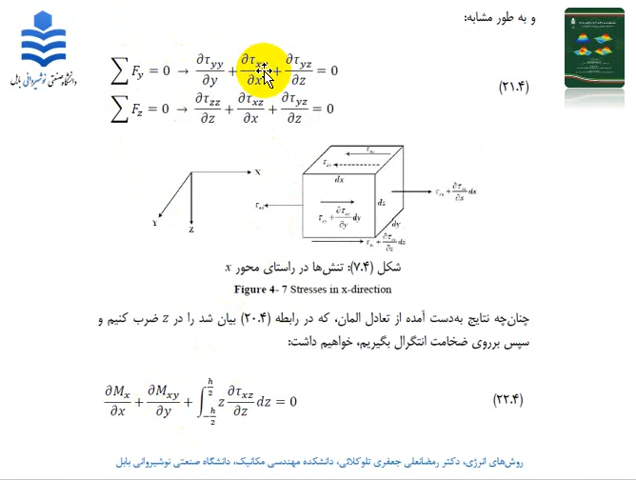 و به طور مشابه:
دانشگاه صنعتی نوشیروانی بابل
∑ F_y = 0 → ∂τ_yy/∂y + ∂τ_xy/∂x + ∂τ_yz/∂z = 0
(۲۱.۴)
∑ F_z = 0 → ∂τ_zz/∂z + ∂τ_xz/∂x + ∂τ_yz/∂z = 0
X
Y
Z
dx
dz
dy
شکل (۷.۴): تنش‌ها در راستای محور x
Figure 4- 7 Stresses in x-direction
چنان‌چه نتایج به‌دست آمده از تعادل المان، که در رابطه (۲۰.۴) بیان شد را در z ضرب کنیم و
سپس برروی ضخامت انتگرال بگیریم، خواهیم داشت:
∂M_x/∂x + ∂M_xy/∂y + ∫_{-h/2}^{h/2} z ∂τ_xz/∂z dz = 0
(۲۲.۴)
روش‌های انرژی، دکتر رمضانعلی جعفری تلوکلائی، دانشکده مهندسی مکانیک، دانشگاه صنعتی نوشیروانی بابل